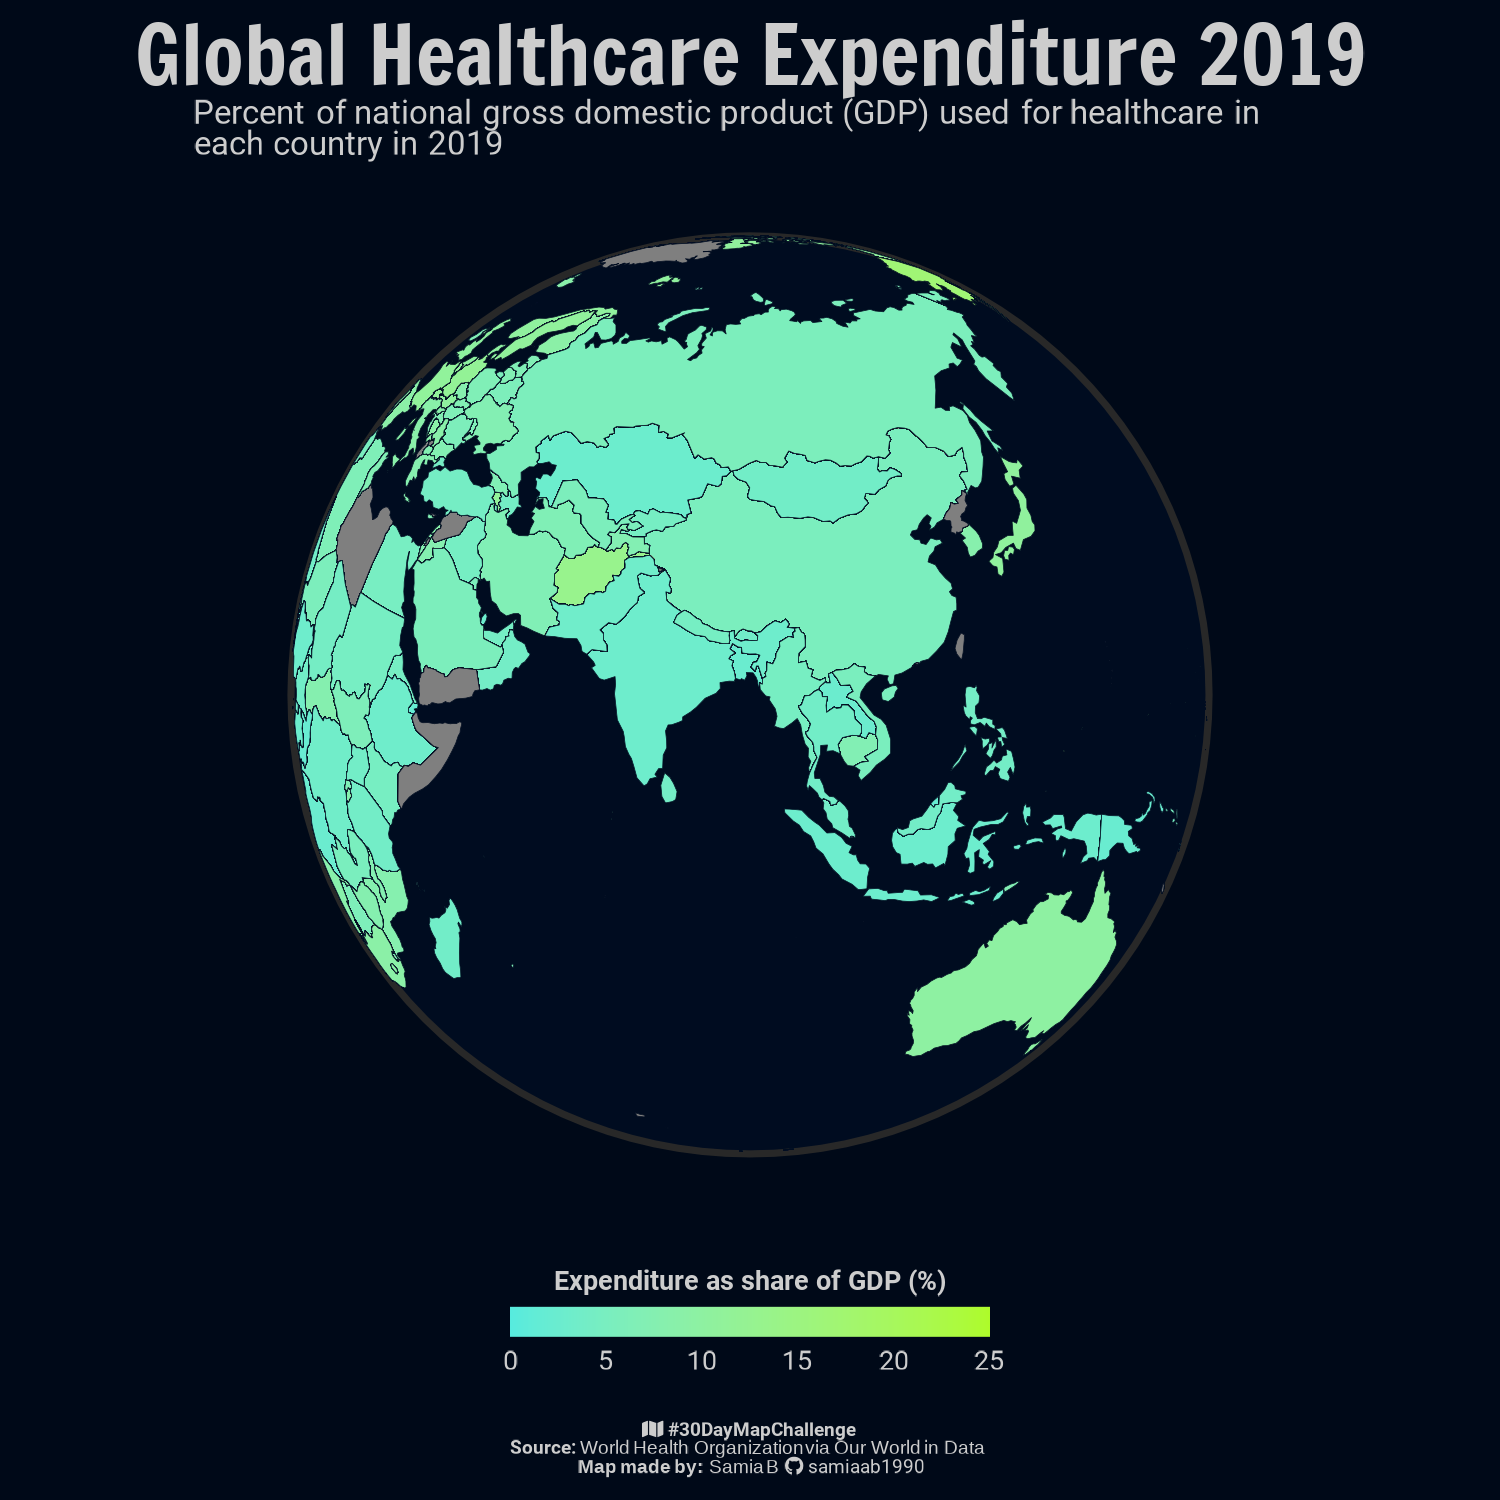 Global Healthcare Expenditure 2019
Percent of national gross domestic product (GDP) used for healthcare in
each country in 2019
Expenditure as share of GDP (%)
0 5 10 15 20 25
#30DayMapChallenge
Source: World Health Organization via Our World in Data
Map made by: Samia B samiaab1990